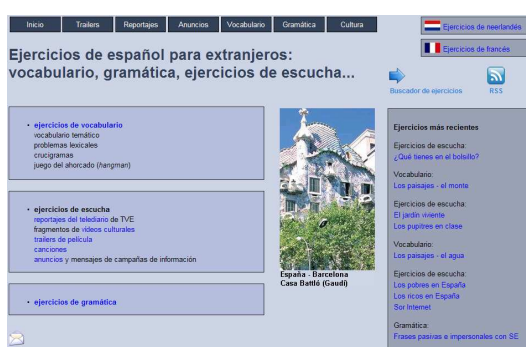 Inicio
Trailers
Reportajes
Anuncios
Vocabulario
Gramática
Cultura
Ejercicios de neerlandés
Ejercicios de francés
Ejercicios de español para extranjeros:
vocabulario, gramática, ejercicios de escucha...
Buscador de ejercicios
RSS
• ejercicios de vocabulario
vocabulario temático
problemas lexicales
crucigramas
juego del ahorcado (hangman)
• ejercicios de escucha
reportajes del telediario de TVE
fragmentos de vídeos culturales
trailers de película
canciones
anuncios y mensajes de campañas de información
• ejercicios de gramática
España - Barcelona
Casa Battló (Gaudí)
Ejercicios más recientes
Ejercicios de escucha:
¿Qué tienes en el bolsillo?
Vocabulario:
Los paisajes - el monte
Ejercicios de escucha:
El jardín viviente
Los pupitres en clase
Vocabulario:
Los paisajes - el agua
Ejercicios de escucha:
Los pobres en España
Los ricos en España
Sor Internet
Gramática:
Frases pasivas e impersonales con SE